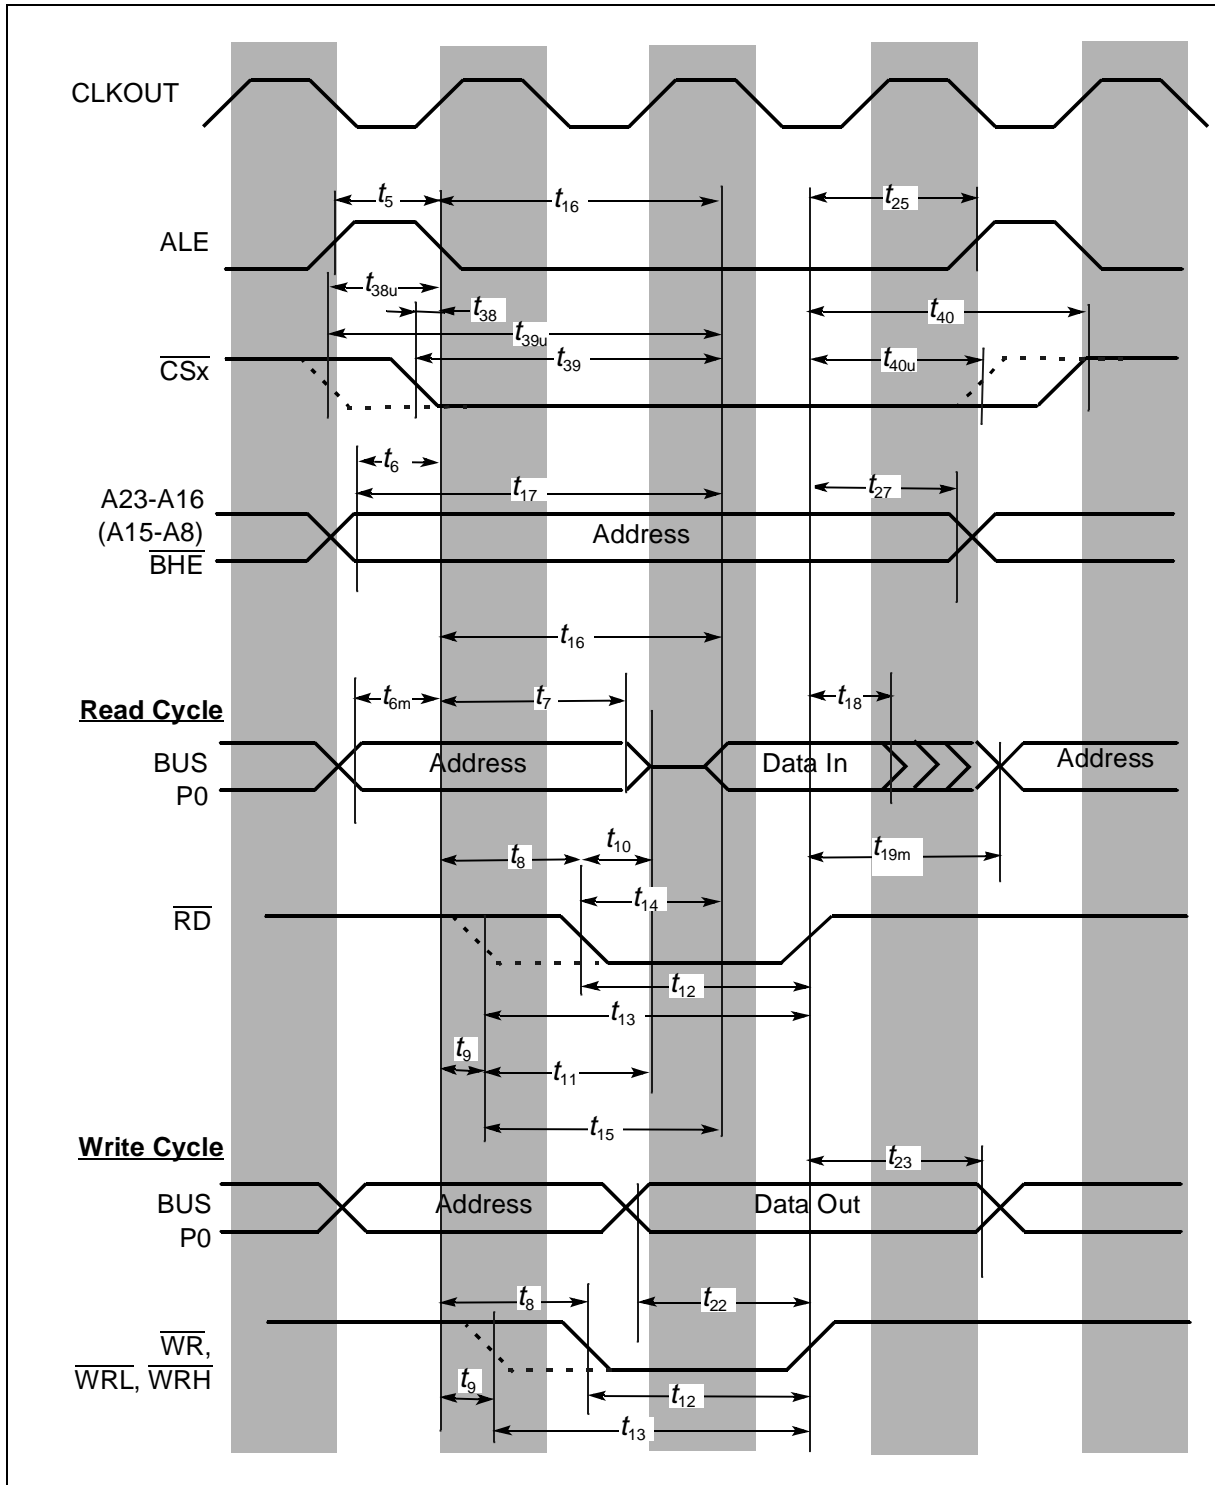 CLKOUT
t5 t16 t25
ALE
t38u
t38 t40
t39u
CSx t39 t40u
t6
A23-A16 t17 t27
(A15-A8) Address
BHE
t16
t6m t7 t18
Read Cycle
BUS Address Data In Address
P0
t8 t10 t19m
t14
RD
t12
t13
t9 t11
t15
Write Cycle
t23
BUS Address Data Out
P0
t8 t22
WR,
WRL, WRH
t9 t12
t13